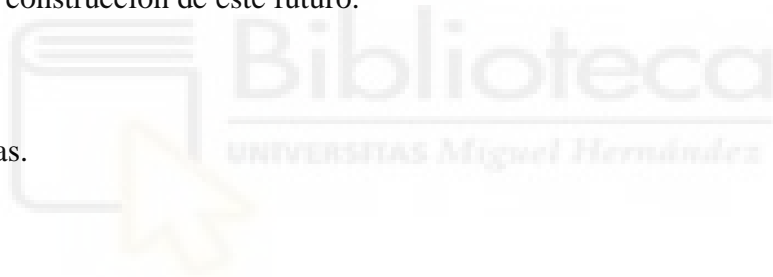 construcción de este futuro.
Biblioteca
UNIVERSITAS Miguel Hernández
as.